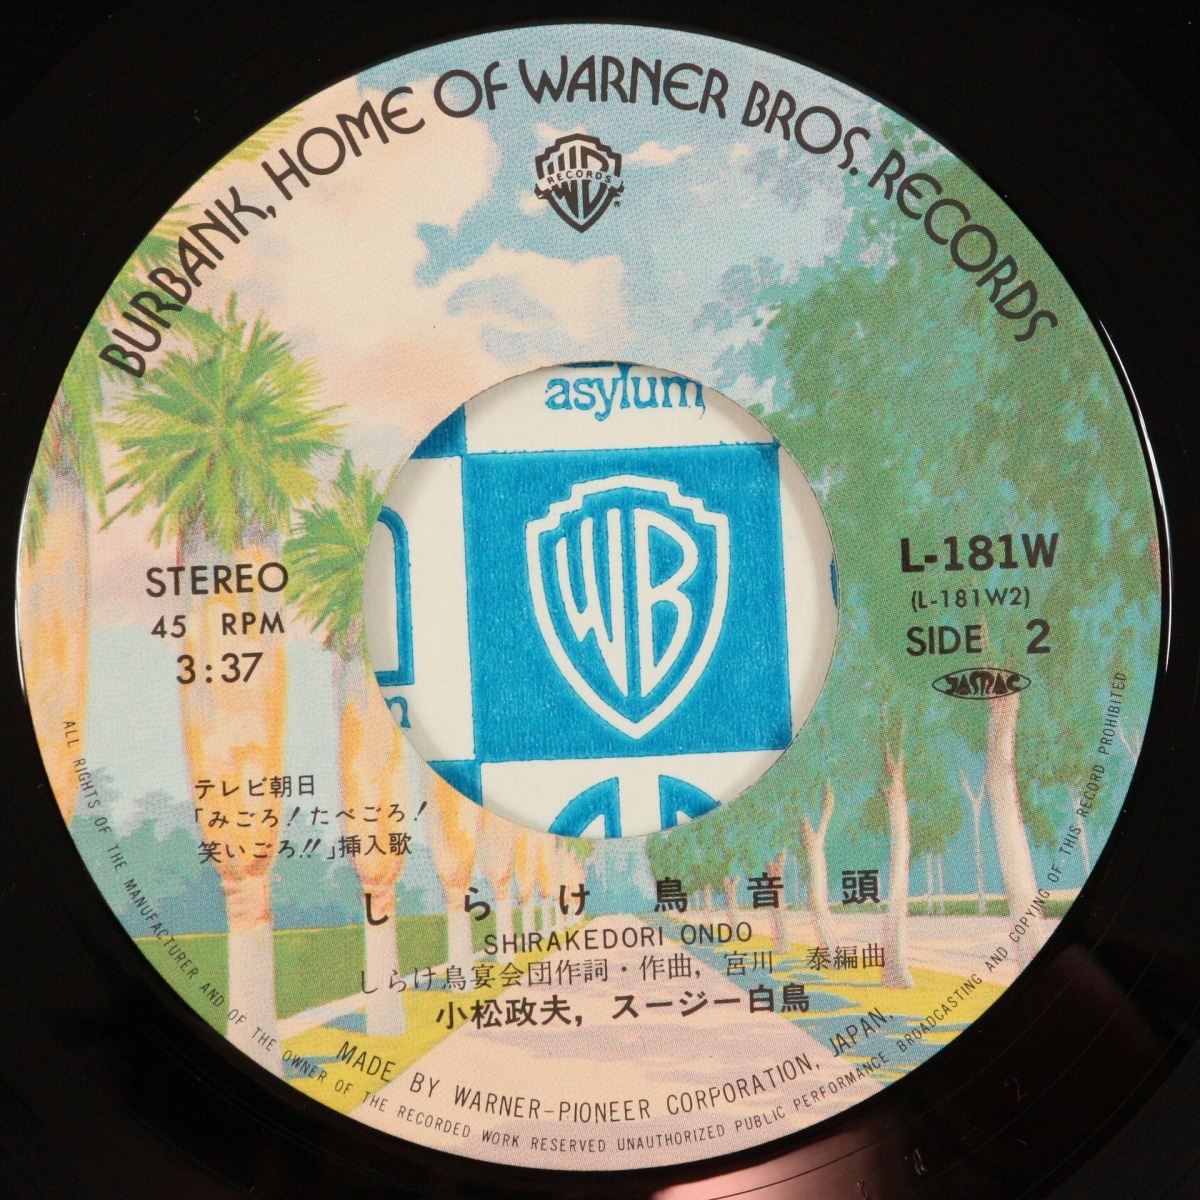 BURBANK, HOME OF WARNER BROS. RECORDS
W RECORDS
asylum
WB
STEREO
45 RPM
3:37
L-181W
(L-181W2)
SIDE 2
JASRAC
n
テレビ朝日
「みごろ!たべごろ!
笑いごろ!!」挿入歌
しらけ鳥音頭
SHIRAKEDORI ONDO
しらけ鳥宴会団作詞・作曲, 宮川 泰編曲
小松政夫, スージー白鳥
MADE BY WARNER-PIONEER CORPORATION, JAPAN.
ALL RIGHTS OF THE MANUFACTURER, AND OF THE OWNER OF THE RECORDED WORK RESERVED UNAUTHORIZED PUBLIC PERFORMANCE BROADCASTING AND COPYING OF THIS RECORD PROHIBITED